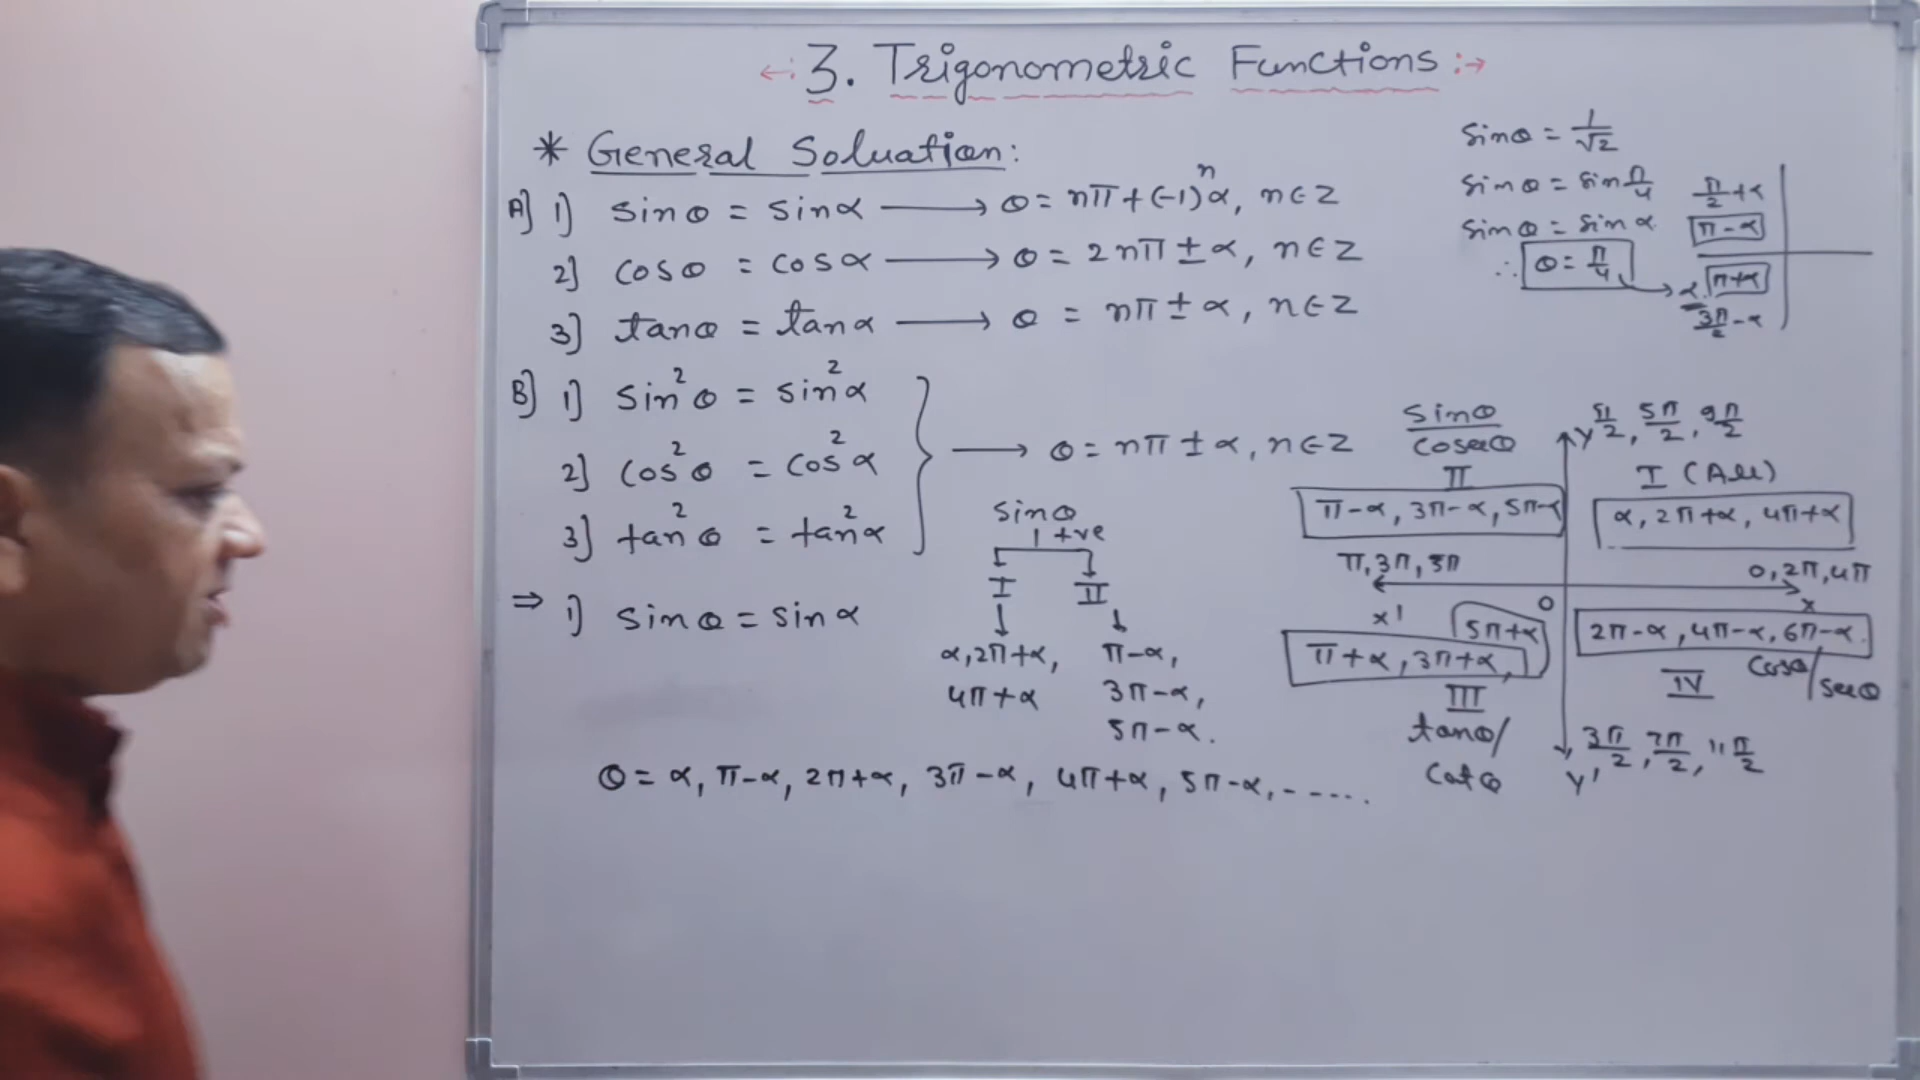 ←: 3. Trigonometric Functions :→
* General Soluation:
A] 1) sinθ = sinα ⟶ θ = nπ + (-1)ⁿα, n∈Z
2] cosθ = cosα ⟶ θ = 2nπ ± α, n∈Z
3] tanθ = tanα ⟶ θ = nπ ± α, n∈Z
B] 1) sin²θ = sin²α
2] cos²θ = cos²α
3] tan²θ = tan²α
} ⟶ θ = nπ ± α, n∈Z
⇒ 1) sinθ = sinα
sinθ
+ve
I II
α, 2π+α, π-α,
4π+α 3π-α,
5π-α.
θ = α, π-α, 2π+α, 3π-α, 4π+α, 5π-α, - ----.
sinθ = 1/√2
sinθ = sin π/4
sinθ = sinα
∴ θ = π/4
π/2 + α
π - α
α π+α
3π/2 - α
sinθ
cosecθ
II
π-α, 3π-α, 5π-α
π, 3π, 5π
Y π/2, 5π/2, 9π/2
I (All)
α, 2π+α, 4π+α
0, 2π, 4π
X' O X
5π+α
π+α, 3π+α,
III
tanθ/
cotθ
2π-α, 4π-α, 6π-α
IV cosθ/secθ
Y' 3π/2, 7π/2, 11π/2